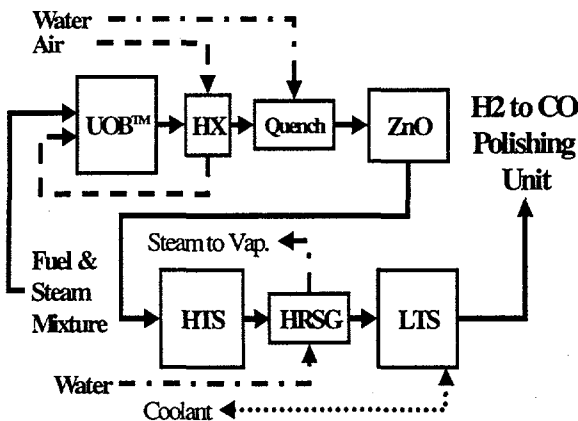 Water
Air
UOB™
HX
Quench
ZnO
H2 to CO
Polishing
Unit
Steam to Vap.
Fuel &
Steam
Mixture
HTS
HRSG
LTS
Water
Coolant